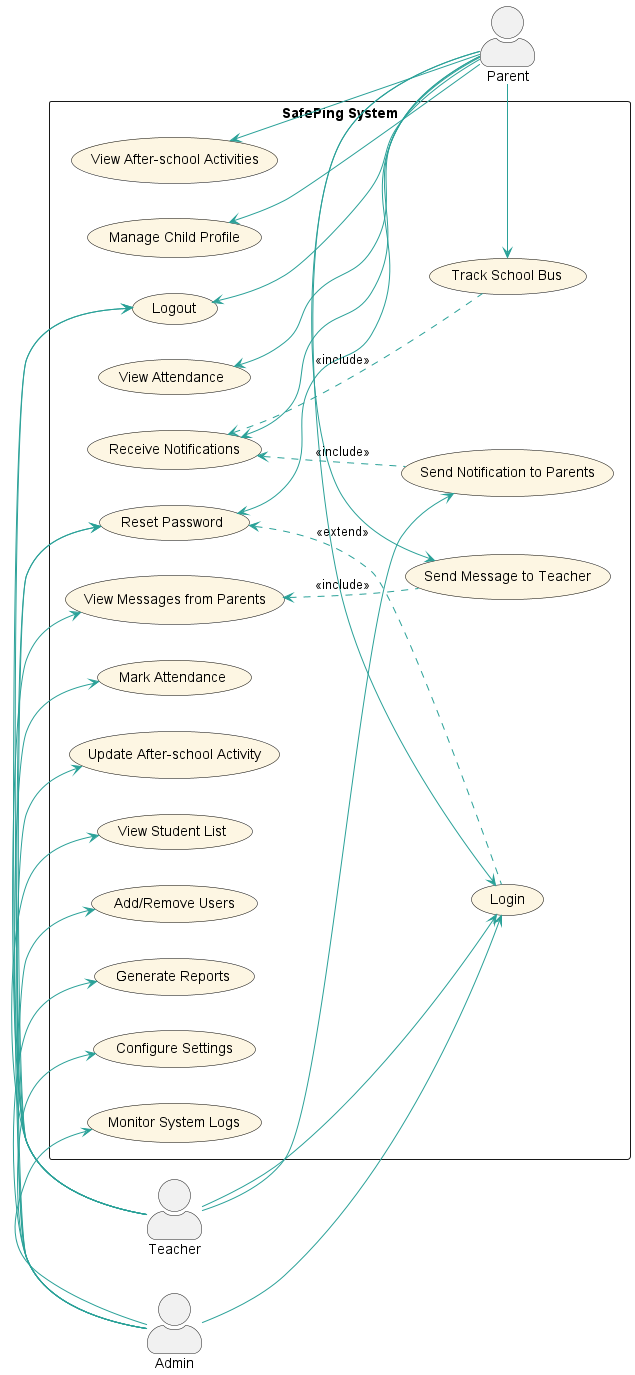 Parent
SafePing System
View After-school Activities
Manage Child Profile
Track School Bus
Logout
«include»
View Attendance
Receive Notifications
«include»
Send Notification to Parents
Reset Password
«extend»
Send Message to Teacher
«include»
View Messages from Parents
Mark Attendance
Update After-school Activity
View Student List
Login
Add/Remove Users
Generate Reports
Configure Settings
Monitor System Logs
Teacher
Admin